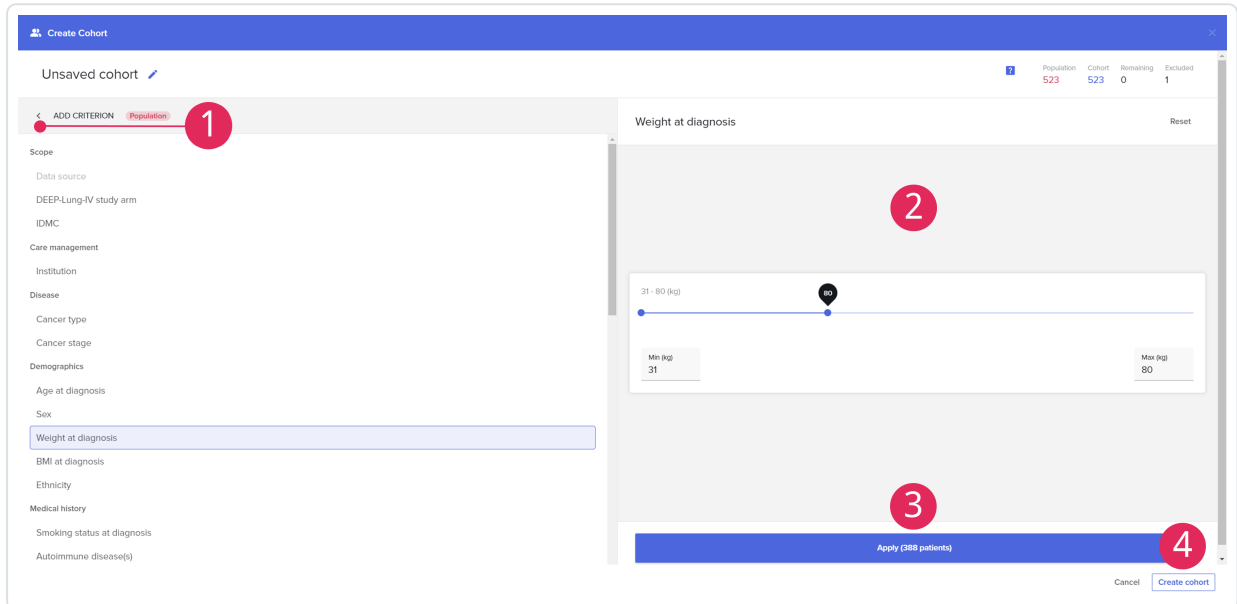 Create Cohort
×
Unsaved cohort
?
Population Cohort Remaining Excluded
523 523 0 1
< ADD CRITERION Population
1
Scope
Data source
DEEP-Lung-IV study arm
IDMC
Care management
Institution
Disease
Cancer type
Cancer stage
Demographics
Age at diagnosis
Sex
Weight at diagnosis
BMI at diagnosis
Ethnicity
Medical history
Smoking status at diagnosis
Autoimmune disease(s)
Weight at diagnosis Reset
2
31 - 80 (kg)
80
Min (kg) Max (kg)
31 80
3
Apply (388 patients)
4
Cancel Create cohort